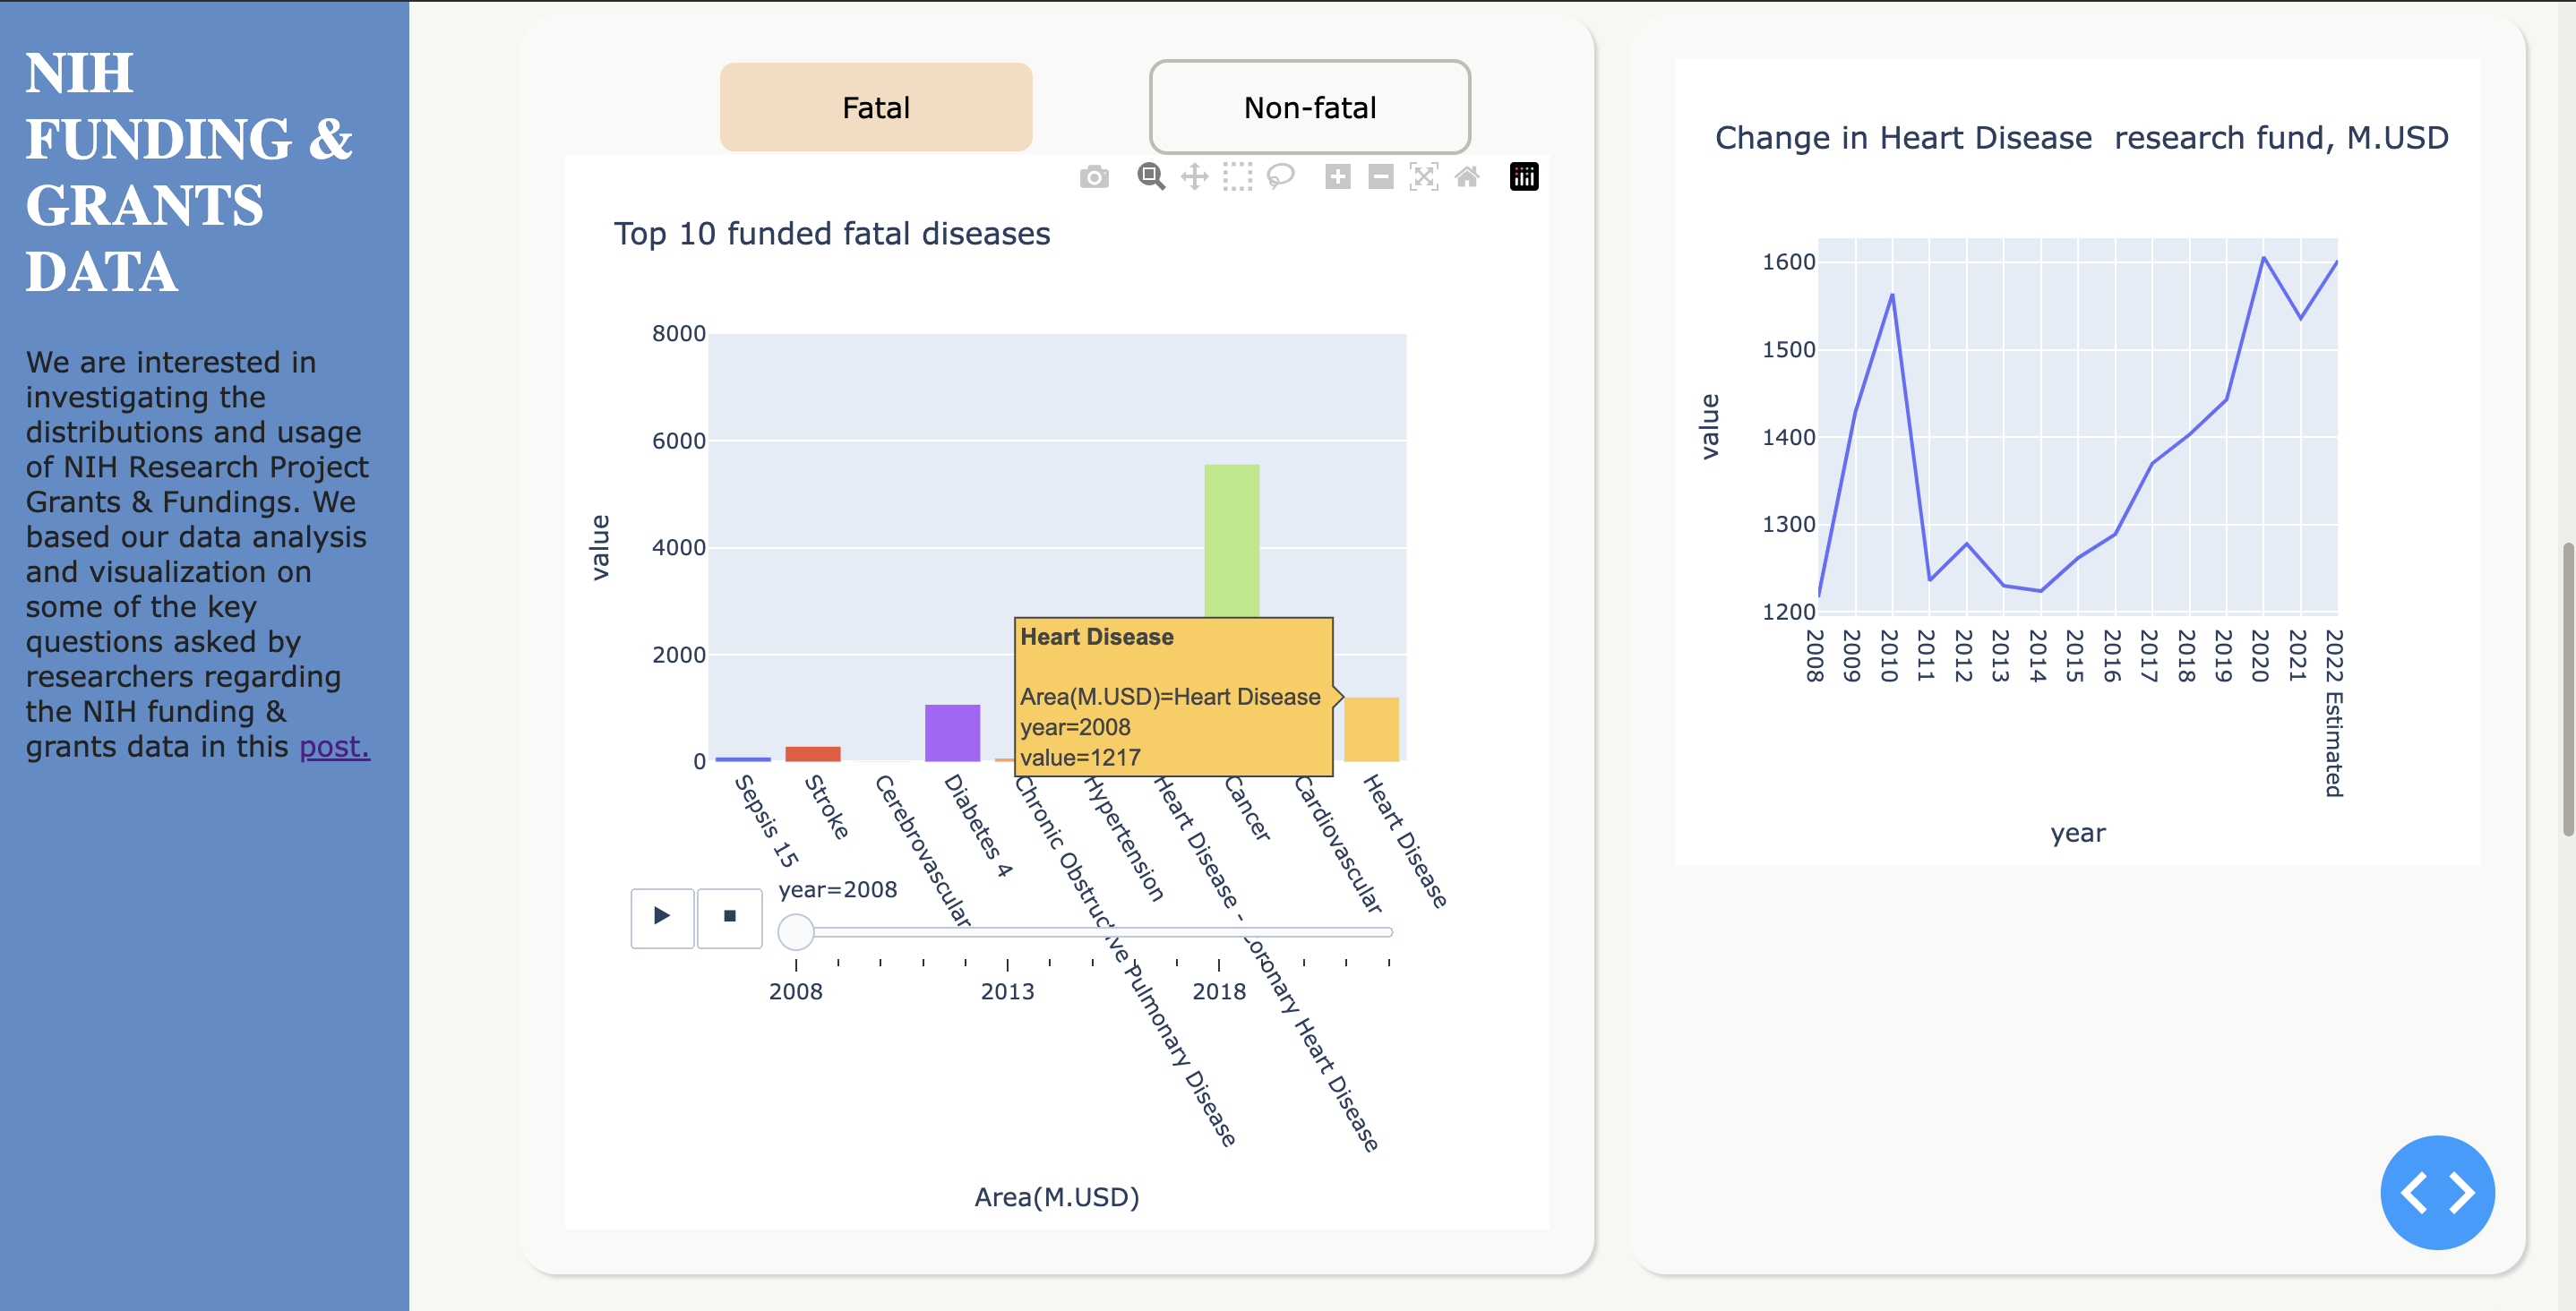 NIH
FUNDING &
GRANTS
DATA
We are interested in
investigating the
distributions and usage
of NIH Research Project
Grants & Fundings. We
based our data analysis
and visualization on
some of the key
questions asked by
researchers regarding
the NIH funding &
grants data in this post.
Fatal
Non-fatal
Top 10 funded fatal diseases
value
8000
6000
4000
2000
0
Heart Disease
Area(M.USD)=Heart Disease
year=2008
value=1217
Sepsis 15
Stroke
Cerebrovascular
Diabetes 4
Chronic Obstructive Pulmonary Disease
Hypertension
Heart Disease - Coronary Heart Disease
Cancer
Cardiovascular
Heart Disease
year=2008
2008
2013
2018
Area(M.USD)
Change in Heart Disease  research fund, M.USD
value
1600
1500
1400
1300
1200
2008
2009
2010
2011
2012
2013
2014
2015
2016
2017
2018
2019
2020
2021
2022 Estimated
year